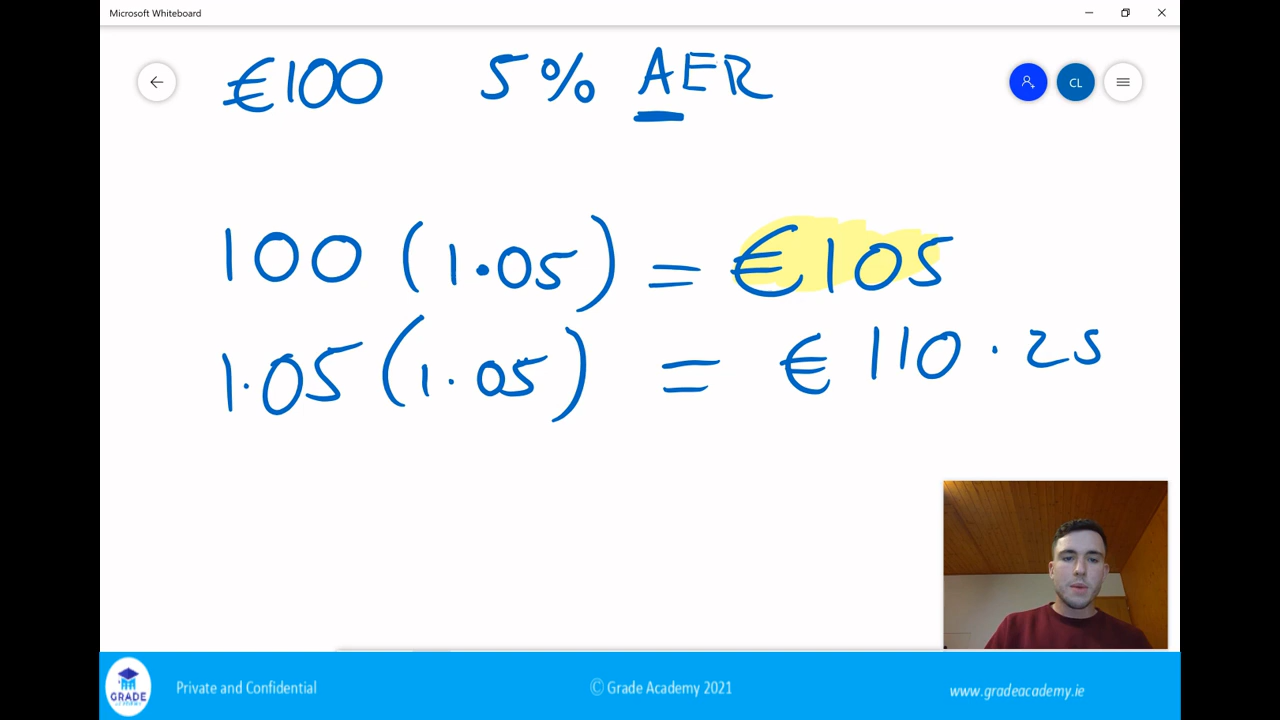 Microsoft Whiteboard
€100 5% AER
CL
100 (1.05) = €105
1.05 (1.05) = € 110.25
GRADE
Private and Confidential
© Grade Academy 2021
www.gradeacademy.ie